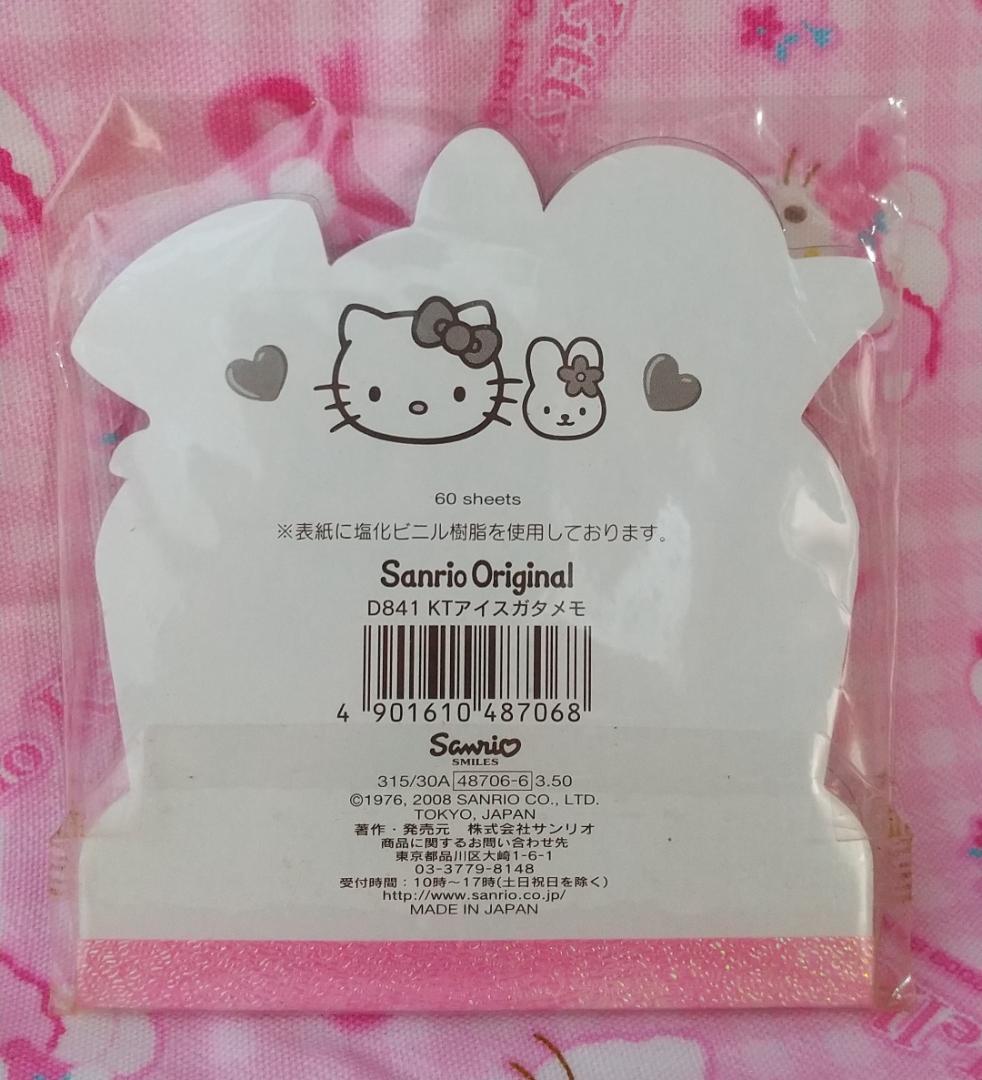 60 sheets
※表紙に塩化ビニル樹脂を使用しております。
Sanrio Original
D841 KTアイスガタメモ
4 901610 487068
Sanrio
SMILES
315/30A 48706-6 3.50
©1976, 2008 SANRIO CO., LTD.
TOKYO, JAPAN
著作・発売元 株式会社サンリオ
商品に関するお問い合わせ先
東京都品川区大崎1-6-1
03-3779-8148
受付時間：10時～17時(土日祝日を除く)
http://www.sanrio.co.jp/
MADE IN JAPAN